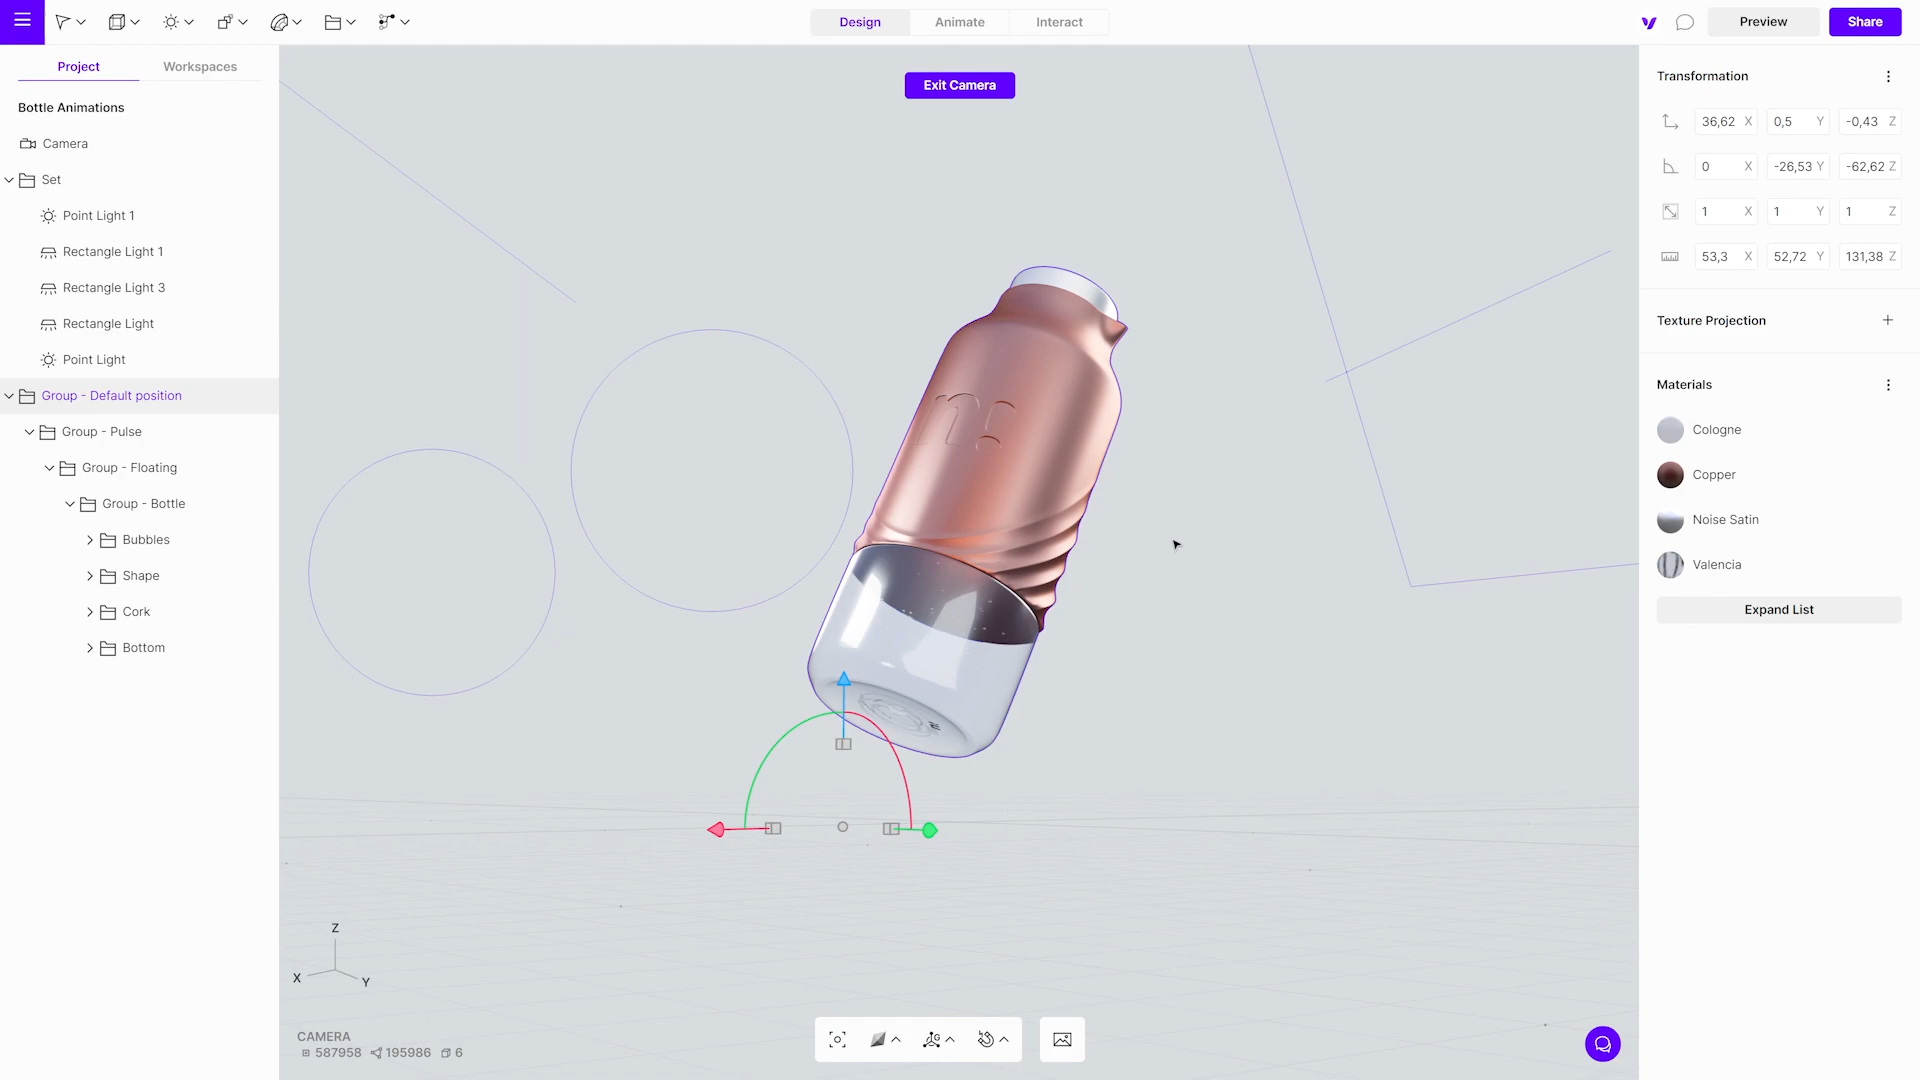 Design
Animate
Interact
Preview
Share
Project
Workspaces
Bottle Animations
Camera
Set
Point Light 1
Rectangle Light 1
Rectangle Light 3
Rectangle Light
Point Light
Group - Default position
Group - Pulse
Group - Floating
Group - Bottle
Bubbles
Shape
Cork
Bottom
Exit Camera
Z
X
Y
CAMERA
587958 195986 6
Transformation
36,62 X 0,5 Y -0,43 Z
0 X -26,53 Y -62,62 Z
1 X 1 Y 1 Z
53,3 X 52,72 Y 131,38 Z
Texture Projection
Materials
Cologne
Copper
Noise Satin
Valencia
Expand List